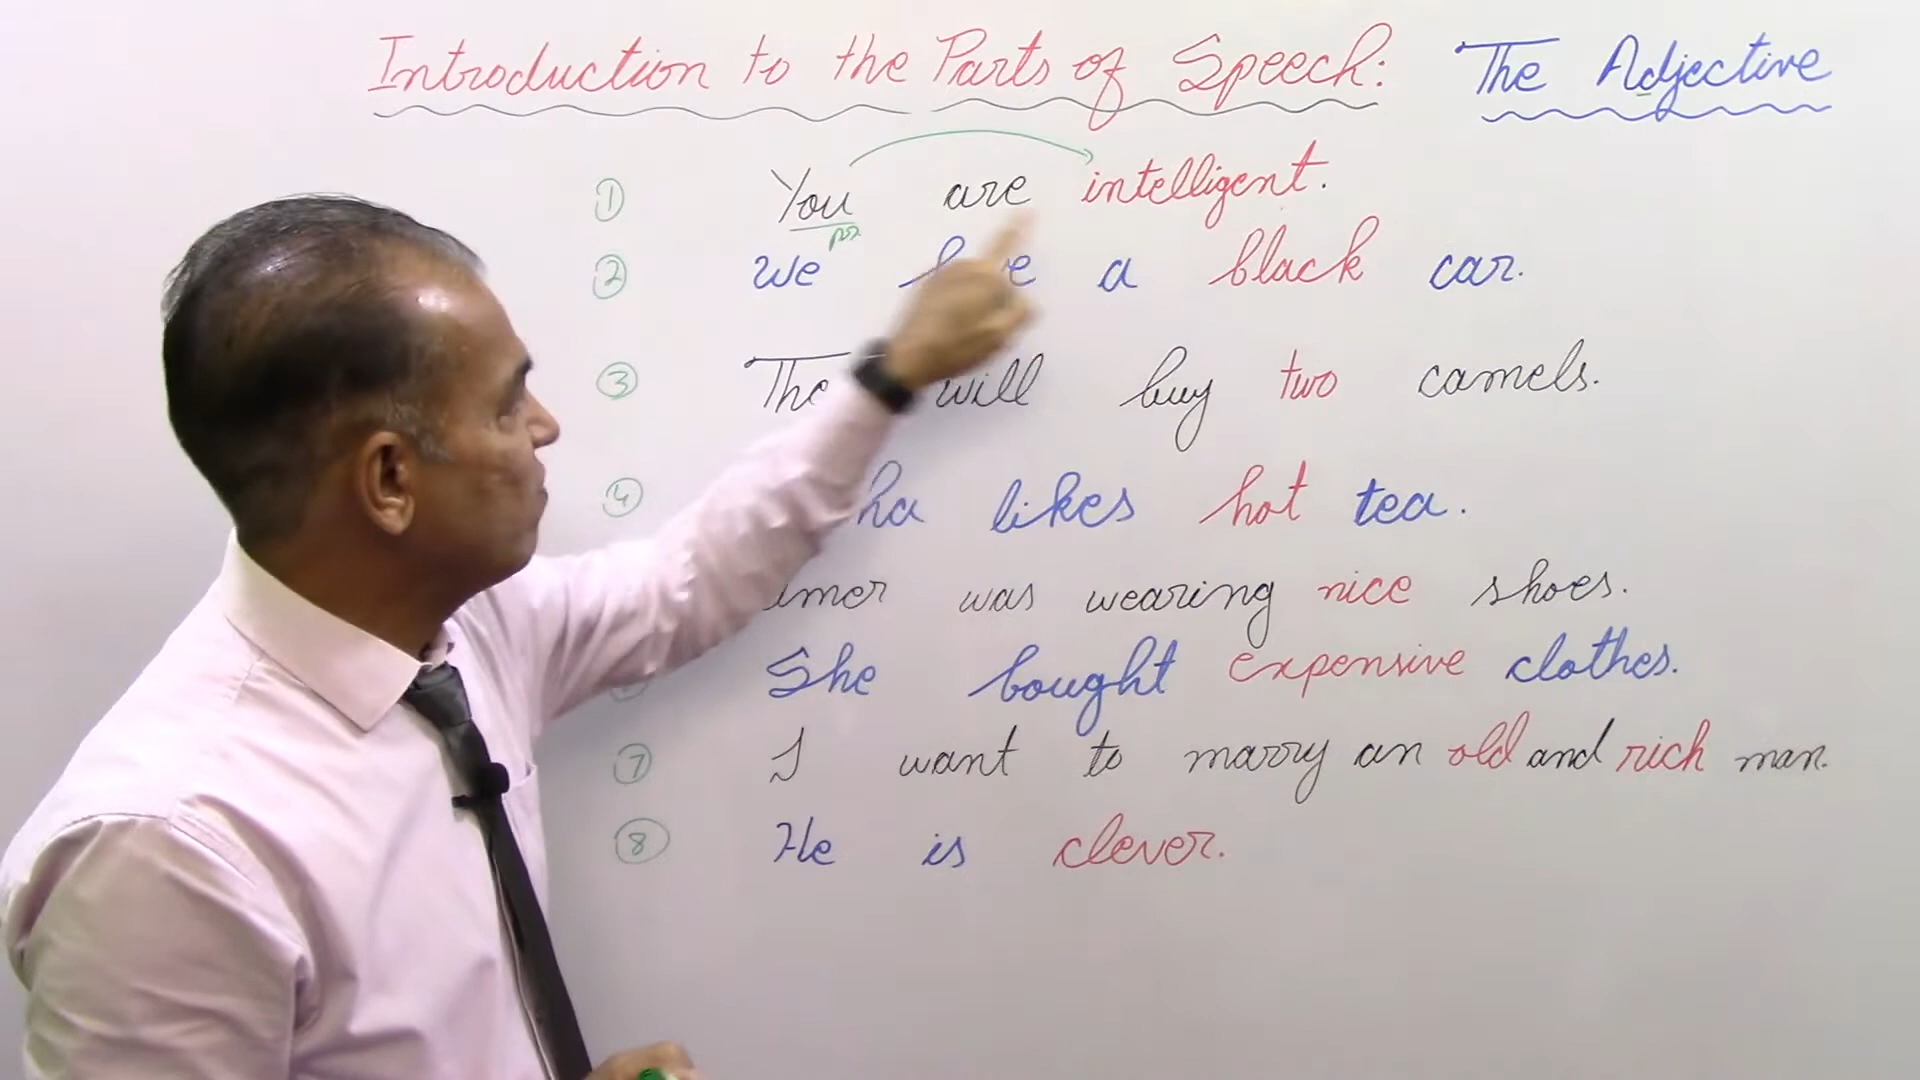 Introduction to the Parts of Speech: The Adjective
① You are intelligent.
② We a black car.
③ will buy two camels.
④ likes hot tea.
was wearing nice shoes.
She bought expensive clothes.
⑦ I want to marry an old and rich man.
⑧ He is clever.